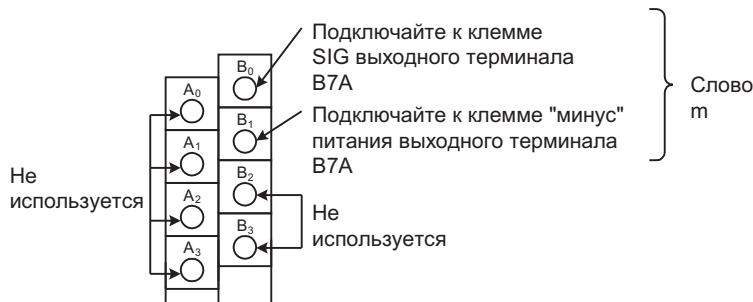 Подключайте к клемме
SIG выходного терминала
B7A
Слово
m
B₀
A₀
Подключайте к клемме "минус"
питания выходного терминала
B7A
B₁
A₁
Не
используется
B₂
A₂
Не
используется
B₃
A₃